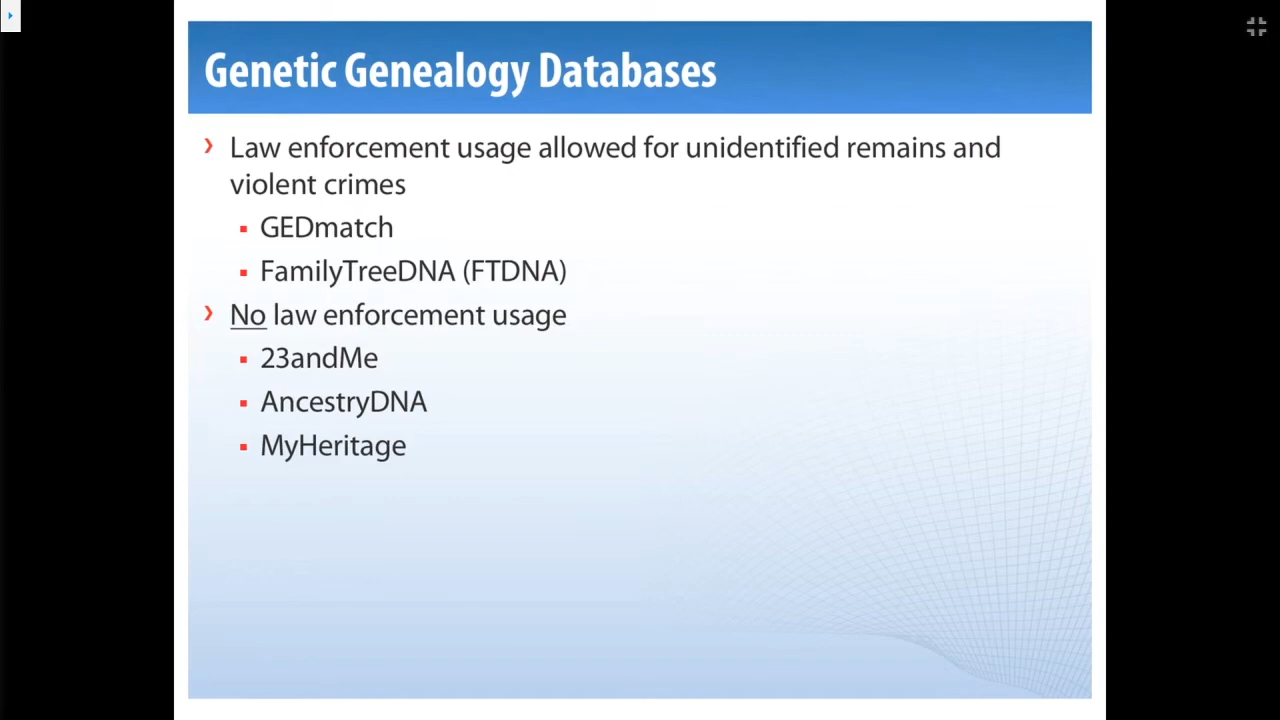 Genetic Genealogy Databases
Law enforcement usage allowed for unidentified remains and
violent crimes
GEDmatch
FamilyTreeDNA (FTDNA)
No law enforcement usage
23andMe
AncestryDNA
MyHeritage